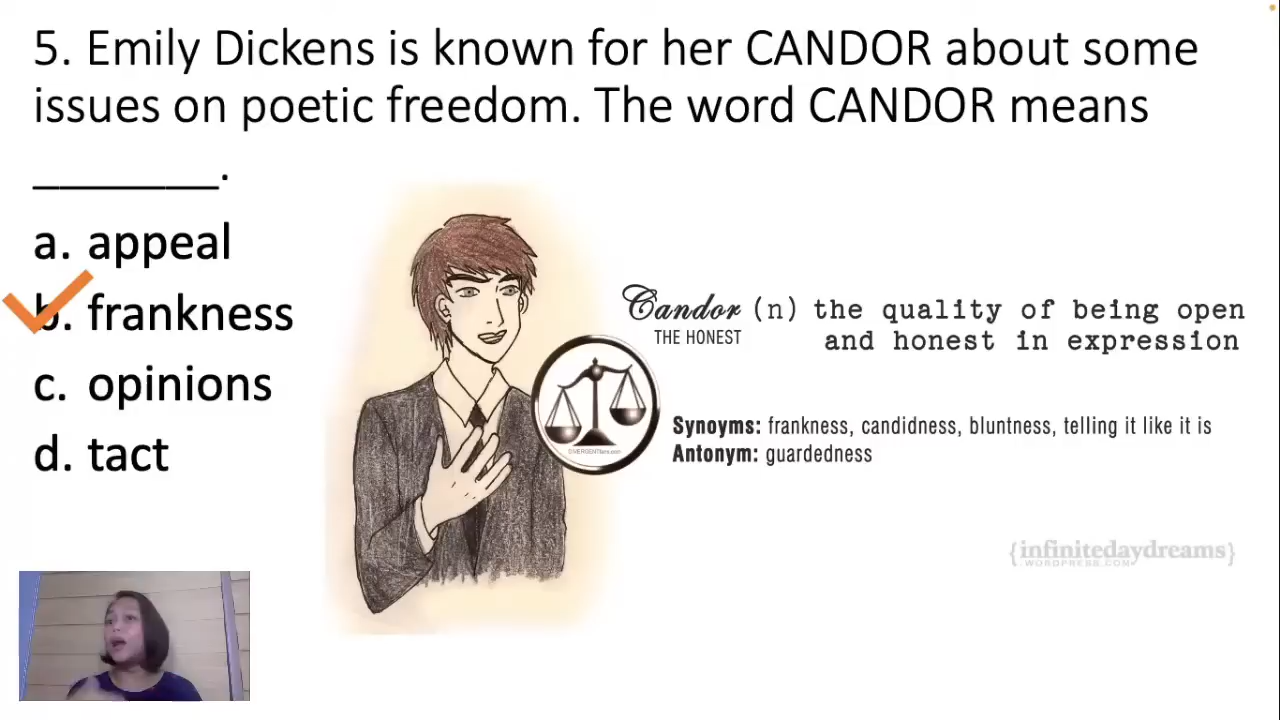 5. Emily Dickens is known for her CANDOR about some
issues on poetic freedom. The word CANDOR means
________.
a. appeal
b. frankness
c. opinions
d. tact
Candor (n) the quality of being open
THE HONEST
and honest in expression
Synoyms: frankness, candidness, bluntness, telling it like it is
Antonym: guardedness
{infinitedaydreams}
WORDPRESS.COM